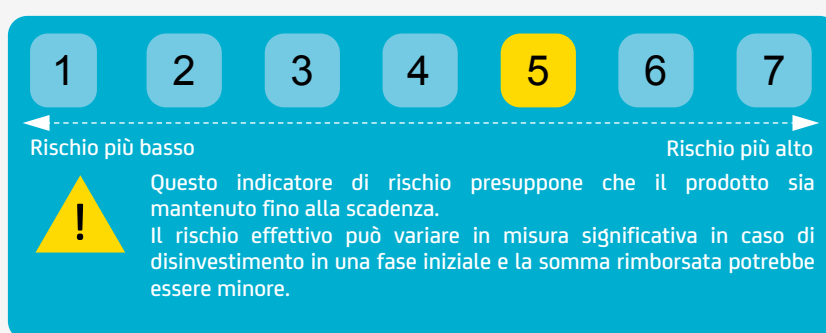 1 2 3 4 5 6 7
Rischio più basso Rischio più alto
Questo indicatore di rischio presuppone che il prodotto sia
mantenuto fino alla scadenza.
!
Il rischio effettivo può variare in misura significativa in caso di
disinvestimento in una fase iniziale e la somma rimborsata potrebbe
essere minore.